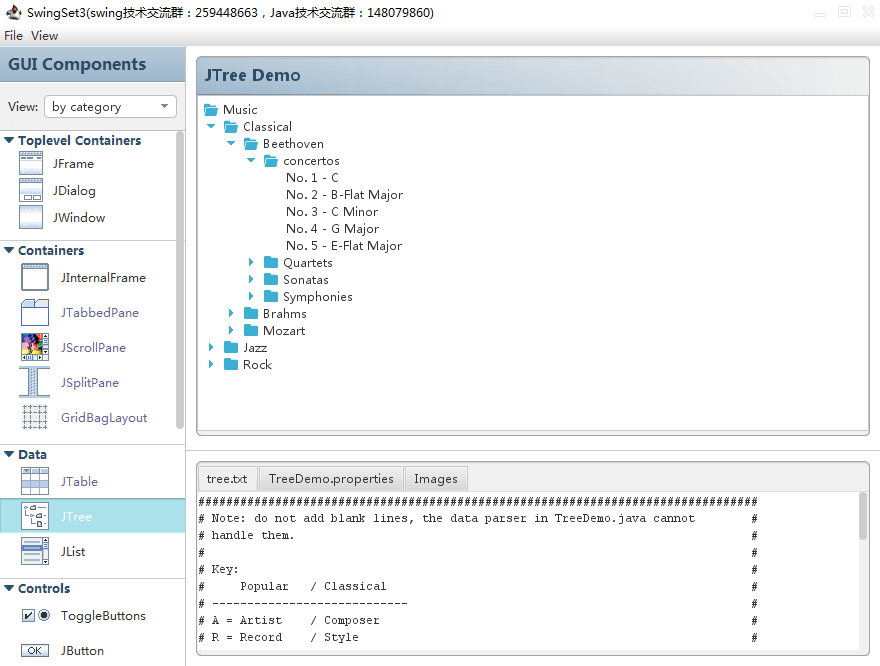 SwingSet3(swing技术交流群：259448663，Java技术交流群：148079860)
File View
GUI Components
View: by category
Toplevel Containers
JFrame
JDialog
JWindow
Containers
JInternalFrame
JTabbedPane
JScrollPane
JSplitPane
GridBagLayout
Data
JTable
JTree
JList
Controls
ToggleButtons
OK JButton
JTree Demo
Music
Classical
Beethoven
concertos
No. 1 - C
No. 2 - B-Flat Major
No. 3 - C Minor
No. 4 - G Major
No. 5 - E-Flat Major
Quartets
Sonatas
Symphonies
Brahms
Mozart
Jazz
Rock
tree.txt TreeDemo.properties Images
################################################################################
# Note: do not add blank lines, the data parser in TreeDemo.java cannot #
# handle them. #
# #
# Key: #
# Popular / Classical #
# ---------------------------- #
# A = Artist / Composer #
# R = Record / Style #